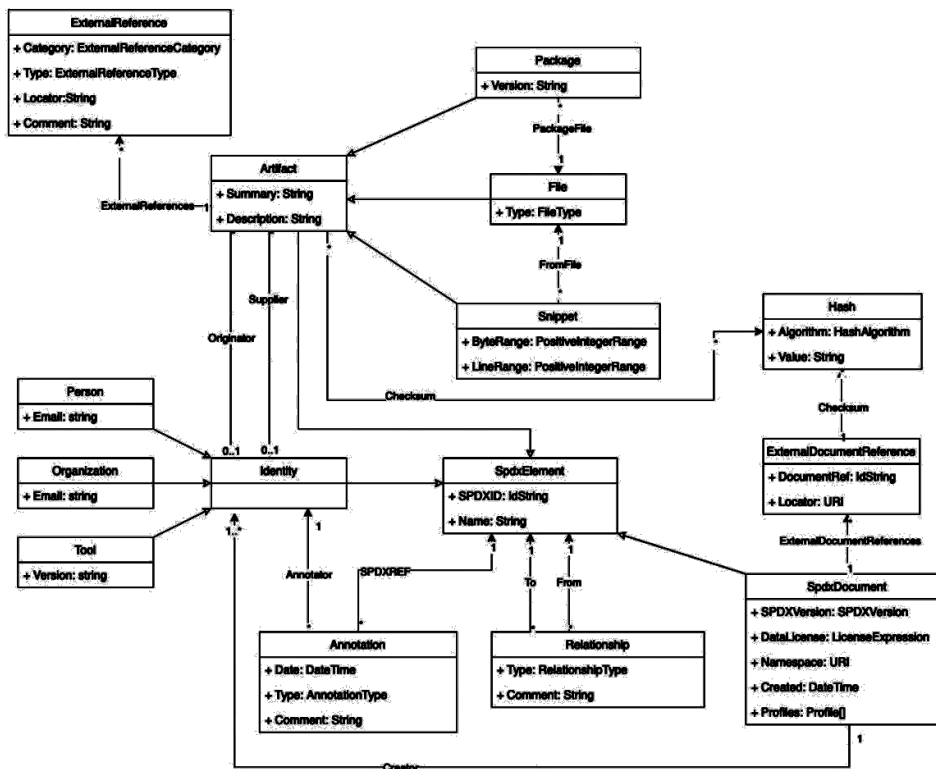 ExternalReference
+ Category: ExternalReferenceCategory
+ Type: ExternalReferenceType
+ Locator:String
+ Comment: String
*
ExternalReferences
1
Package
+ Version: String
*
PackageFile
1
Artifact
+ Summary: String
+ Description: String
*
File
+ Type: FileType
1
FromFile
*
Snippet
+ ByteRange: PositiveIntegerRange
+ LineRange: PositiveIntegerRange
Supplier
Originator
0..1
0..1
Checksum
*
Hash
+ Algorithm: HashAlgorithm
+ Value: String
Checksum
1
Person
+ Email: string
Organization
+ Email: string
Tool
+ Version: string
Identity
1..*
SpdxElement
+ SPDXID: IdString
+ Name: String
ExternalDocumentReference
+ DocumentRef: IdString
+ Locator: URI
*
ExternalDocumentReferences
1
1
Annotator
*
SPDXREF
1
*
1
To
*
1
From
*
Annotation
+ Date: DateTime
+ Type: AnnotationType
+ Comment: String
Relationship
+ Type: RelationshipType
+ Comment: String
SpdxDocument
+ SPDXVersion: SPDXVersion
+ DataLicense: LicenseExpression
+ Namespace: URI
+ Created: DateTime
+ Profiles: Profile[]
1
Creator